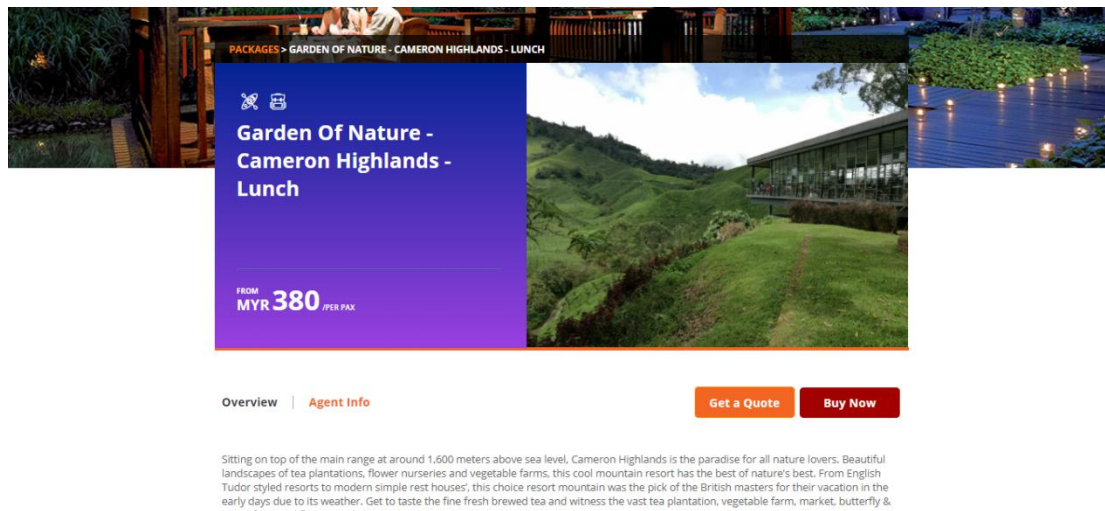 PACKAGES > GARDEN OF NATURE - CAMERON HIGHLANDS - LUNCH
Garden Of Nature -
Cameron Highlands -
Lunch
FROM
MYR 380 /PER PAX
Overview | Agent Info
Get a Quote
Buy Now
Sitting on top of the main range at around 1,600 meters above sea level, Cameron Highlands is the paradise for all nature lovers. Beautiful
landscapes of tea plantations, flower nurseries and vegetable farms, this cool mountain resort has the best of nature's best. From English
Tudor styled resorts to modern simple rest houses', this choice resort mountain was the pick of the British masters for their vacation in the
early days due to its weather. Get to taste the fine fresh brewed tea and witness the vast tea plantation, vegetable farm, market, butterfly &